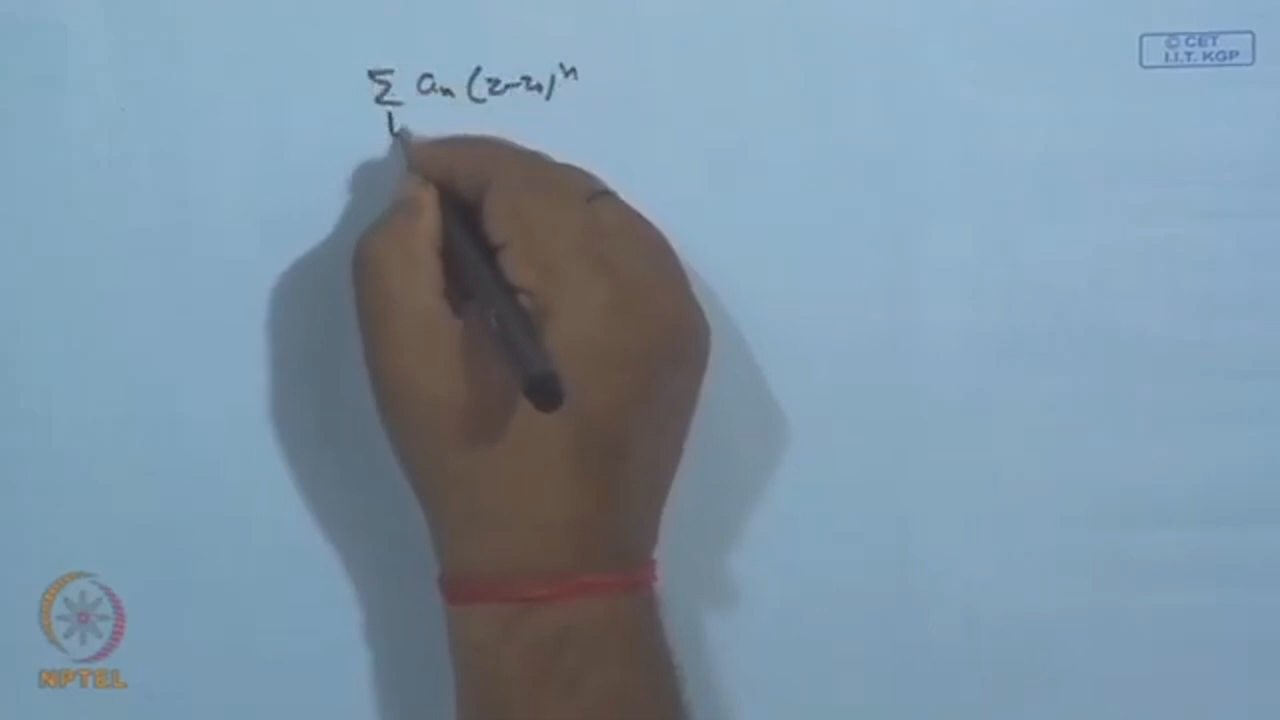 © CET
I.I.T. KGP
Σ aₙ (z-z₀)ⁿ
NPTEL